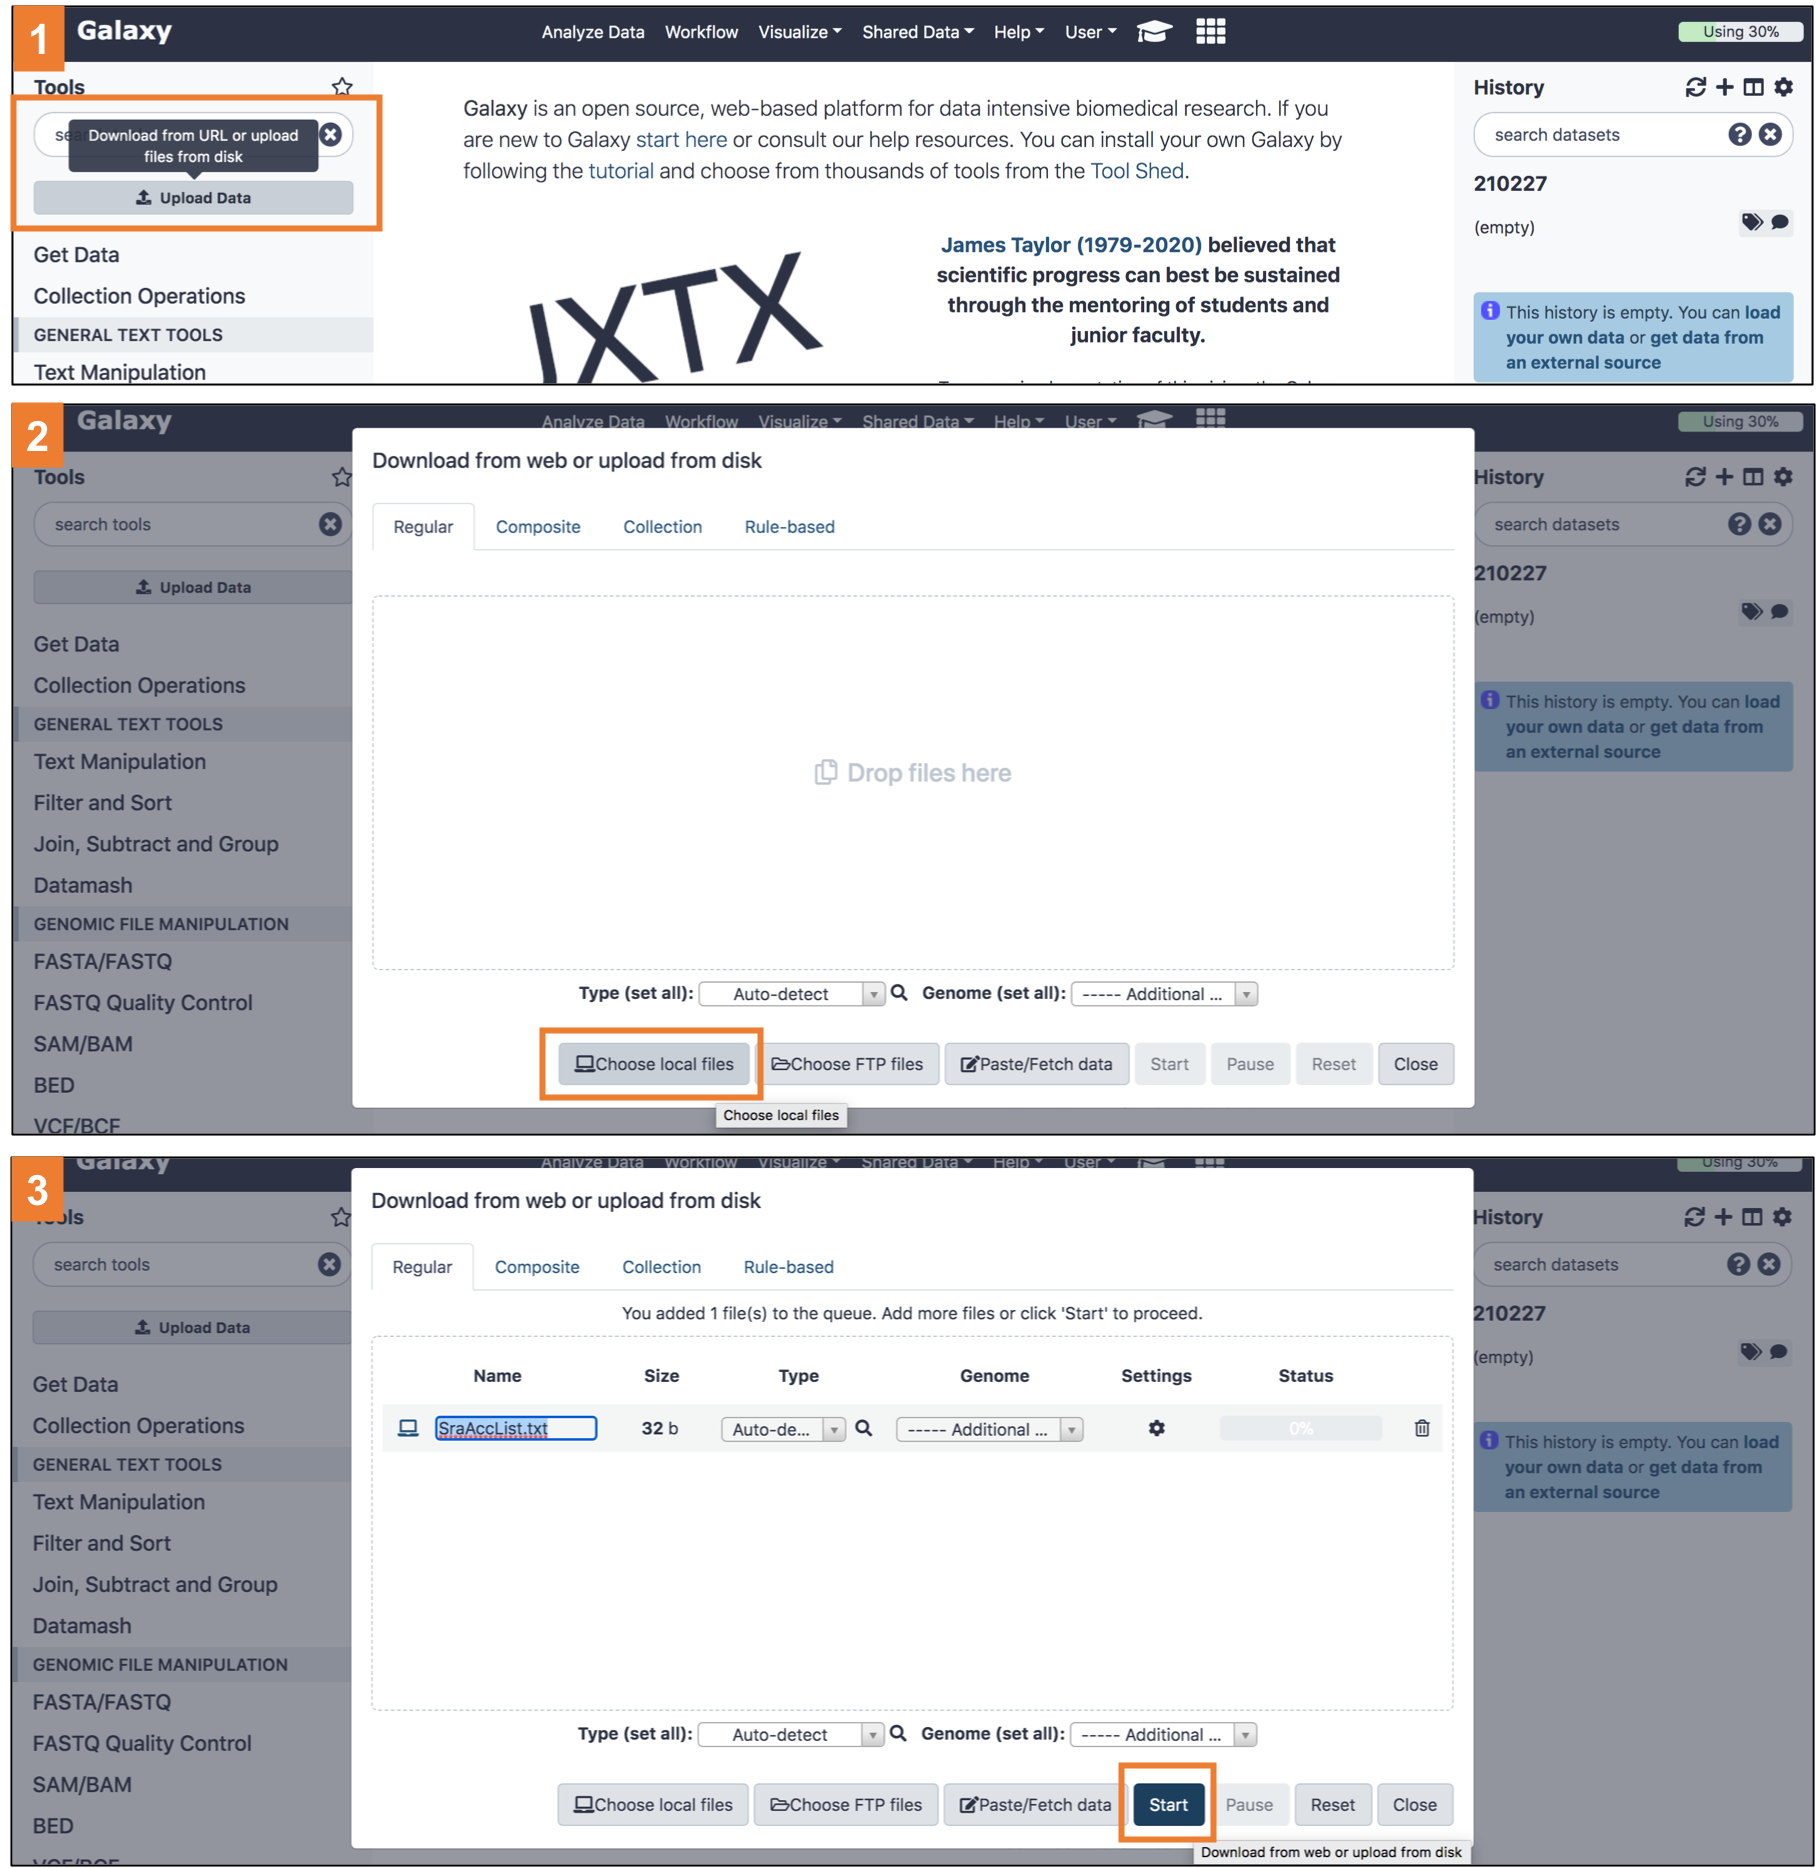 1
Galaxy
Analyze Data Workflow Visualize Shared Data Help User
Using 30%
Tools
Download from URL or upload
files from disk
Upload Data
Get Data
Collection Operations
GENERAL TEXT TOOLS
Text Manipulation
Galaxy is an open source, web-based platform for data intensive biomedical research. If you
are new to Galaxy start here or consult our help resources. You can install your own Galaxy by
following the tutorial and choose from thousands of tools from the Tool Shed.
JXTX
James Taylor (1979-2020) believed that
scientific progress can best be sustained
through the mentoring of students and
junior faculty.
History
search datasets
210227
(empty)
This history is empty. You can load
your own data or get data from
an external source
2
Galaxy
Analyze Data Workflow Visualize Shared Data Help User
Using 30%
Tools
search tools
Upload Data
Get Data
Collection Operations
GENERAL TEXT TOOLS
Text Manipulation
Filter and Sort
Join, Subtract and Group
Datamash
GENOMIC FILE MANIPULATION
FASTA/FASTQ
FASTQ Quality Control
SAM/BAM
BED
VCF/BCF
Download from web or upload from disk
Regular Composite Collection Rule-based
Drop files here
Type (set all): Auto-detect Genome (set all): ----- Additional ...
Choose local files Choose FTP files Paste/Fetch data Start Pause Reset Close
Choose local files
History
search datasets
210227
(empty)
This history is empty. You can load
your own data or get data from
an external source
3
Galaxy
Analyze Data Workflow Visualize Shared Data Help User
Using 30%
Tools
search tools
Upload Data
Get Data
Collection Operations
GENERAL TEXT TOOLS
Text Manipulation
Filter and Sort
Join, Subtract and Group
Datamash
GENOMIC FILE MANIPULATION
FASTA/FASTQ
FASTQ Quality Control
SAM/BAM
BED
VCF/BCF
Download from web or upload from disk
Regular Composite Collection Rule-based
You added 1 file(s) to the queue. Add more files or click 'Start' to proceed.
Name Size Type Genome Settings Status
SraAccList.txt 32 b Auto-de... ----- Additional ... 0%
Type (set all): Auto-detect Genome (set all): ----- Additional ...
Choose local files Choose FTP files Paste/Fetch data Start Pause Reset Close
Download from web or upload from disk
History
search datasets
210227
(empty)
This history is empty. You can load
your own data or get data from
an external source